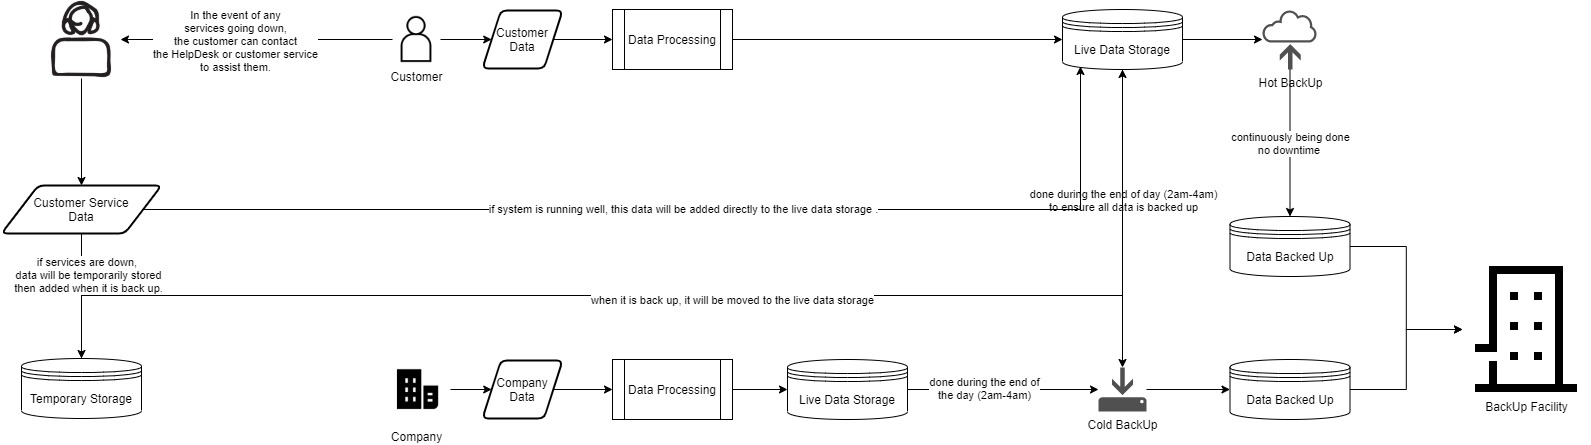 In the event of any
services going down,
the customer can contact
the HelpDesk or customer service
to assist them.
Customer
Customer
Data
Data Processing
Live Data Storage
Hot BackUp
continuously being done
no downtime
Customer Service
Data
if system is running well, this data will be added directly to the live data storage .
done during the end of day (2am-4am)
to ensure all data is backed up
Data Backed Up
if services are down,
data will be temporarily stored
then added when it is back up.
when it is back up, it will be moved to the live data storage
Temporary Storage
Company
Company
Data
Data Processing
Live Data Storage
done during the end of
the day (2am-4am)
Cold BackUp
Data Backed Up
BackUp Facility